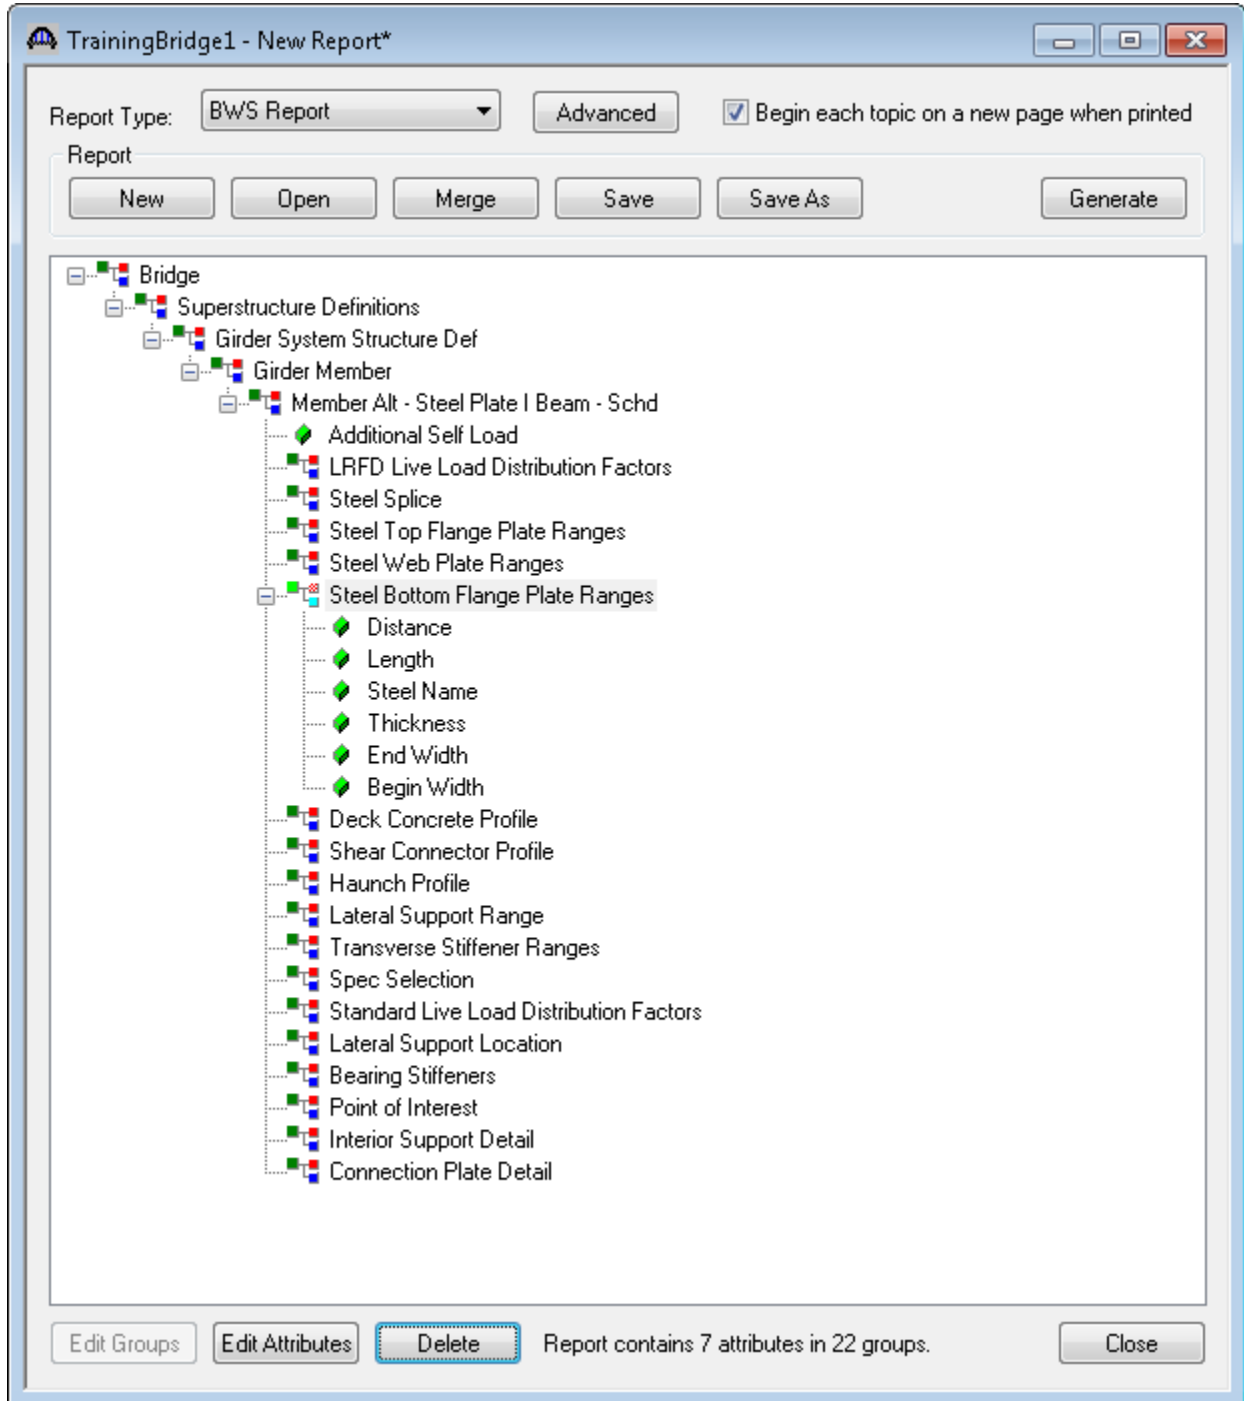 TrainingBridge1 - New Report*
Report Type: BWS Report Advanced Begin each topic on a new page when printed
Report
New Open Merge Save Save As Generate
Bridge
Superstructure Definitions
Girder System Structure Def
Girder Member
Member Alt - Steel Plate I Beam - Schd
Additional Self Load
LRFD Live Load Distribution Factors
Steel Splice
Steel Top Flange Plate Ranges
Steel Web Plate Ranges
Steel Bottom Flange Plate Ranges
Distance
Length
Steel Name
Thickness
End Width
Begin Width
Deck Concrete Profile
Shear Connector Profile
Haunch Profile
Lateral Support Range
Transverse Stiffener Ranges
Spec Selection
Standard Live Load Distribution Factors
Lateral Support Location
Bearing Stiffeners
Point of Interest
Interior Support Detail
Connection Plate Detail
Edit Groups Edit Attributes Delete Report contains 7 attributes in 22 groups. Close